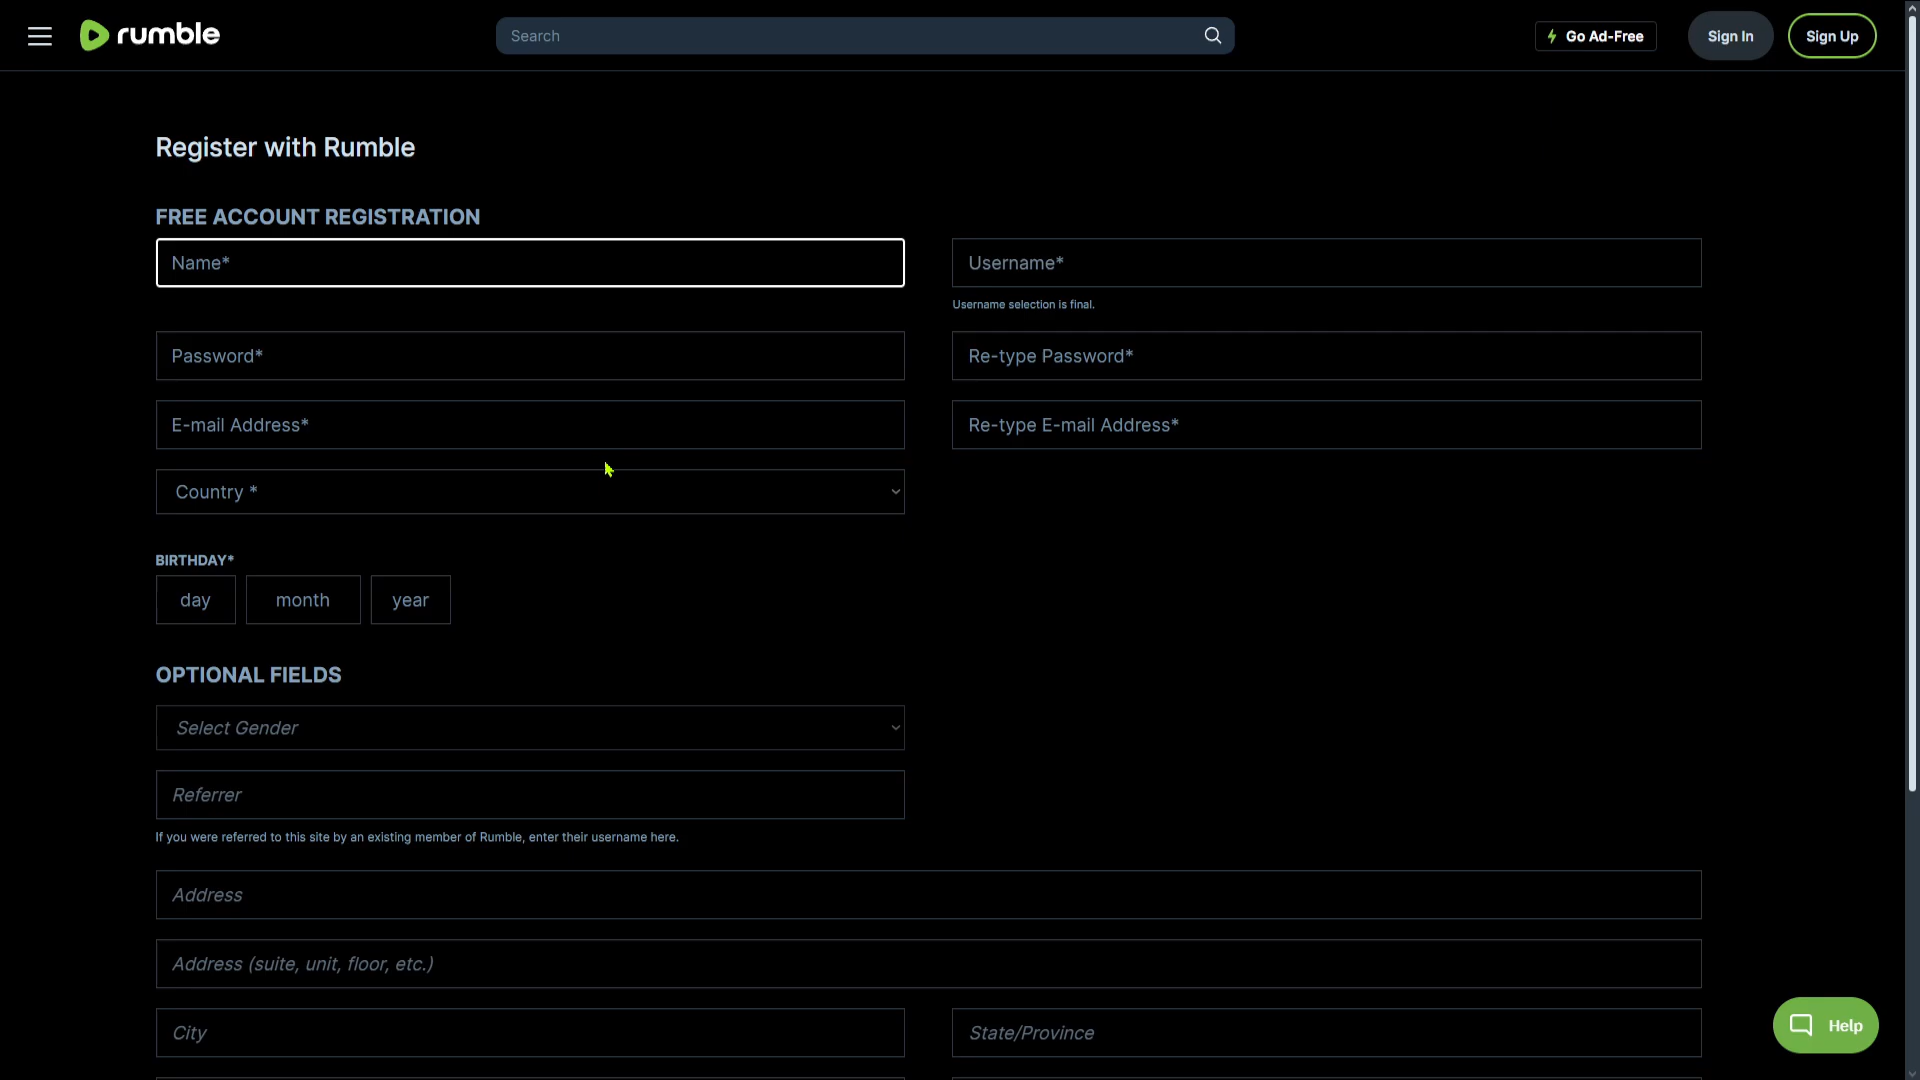 rumble
Search
Go Ad-Free
Sign In
Sign Up
Register with Rumble
FREE ACCOUNT REGISTRATION
Name*
Username*
Username selection is final.
Password*
Re-type Password*
E-mail Address*
Re-type E-mail Address*
Country *
BIRTHDAY*
day
month
year
OPTIONAL FIELDS
Select Gender
Referrer
If you were referred to this site by an existing member of Rumble, enter their username here.
Address
Address (suite, unit, floor, etc.)
City
State/Province
Help